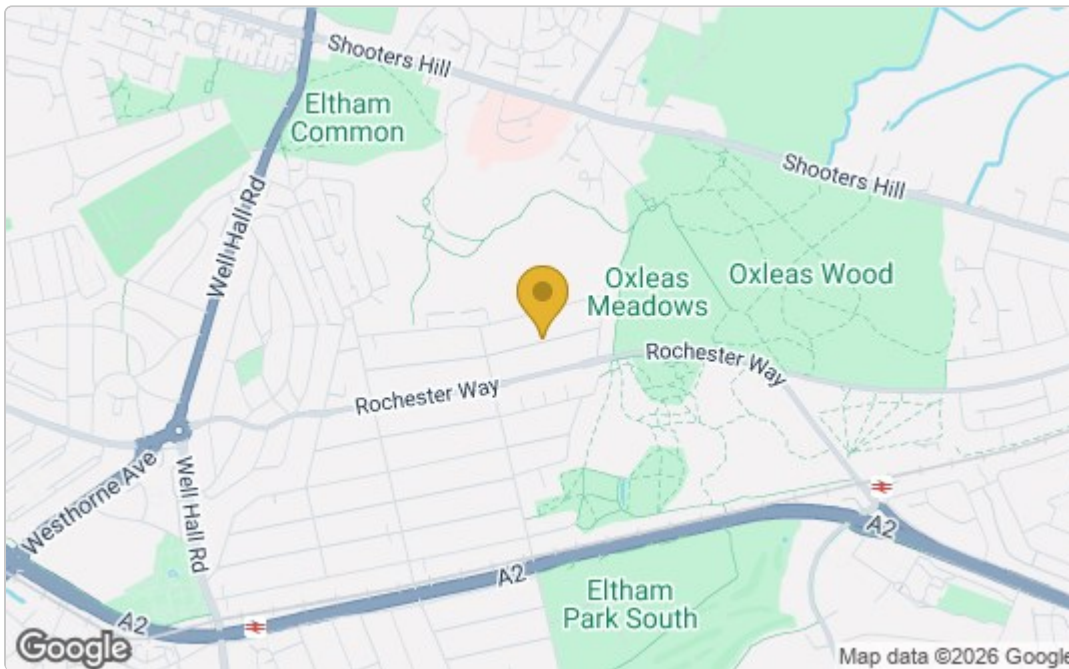 Shooters Hill
Eltham
Common
Shooters Hill
Well Hall Rd
Oxleas
Meadows
Oxleas Wood
Rochester Way
Rochester Way
Westhorne Ave
Well Hall Rd
A2
A2
A2
Eltham
Park South
Google
Map data ©2026 Google